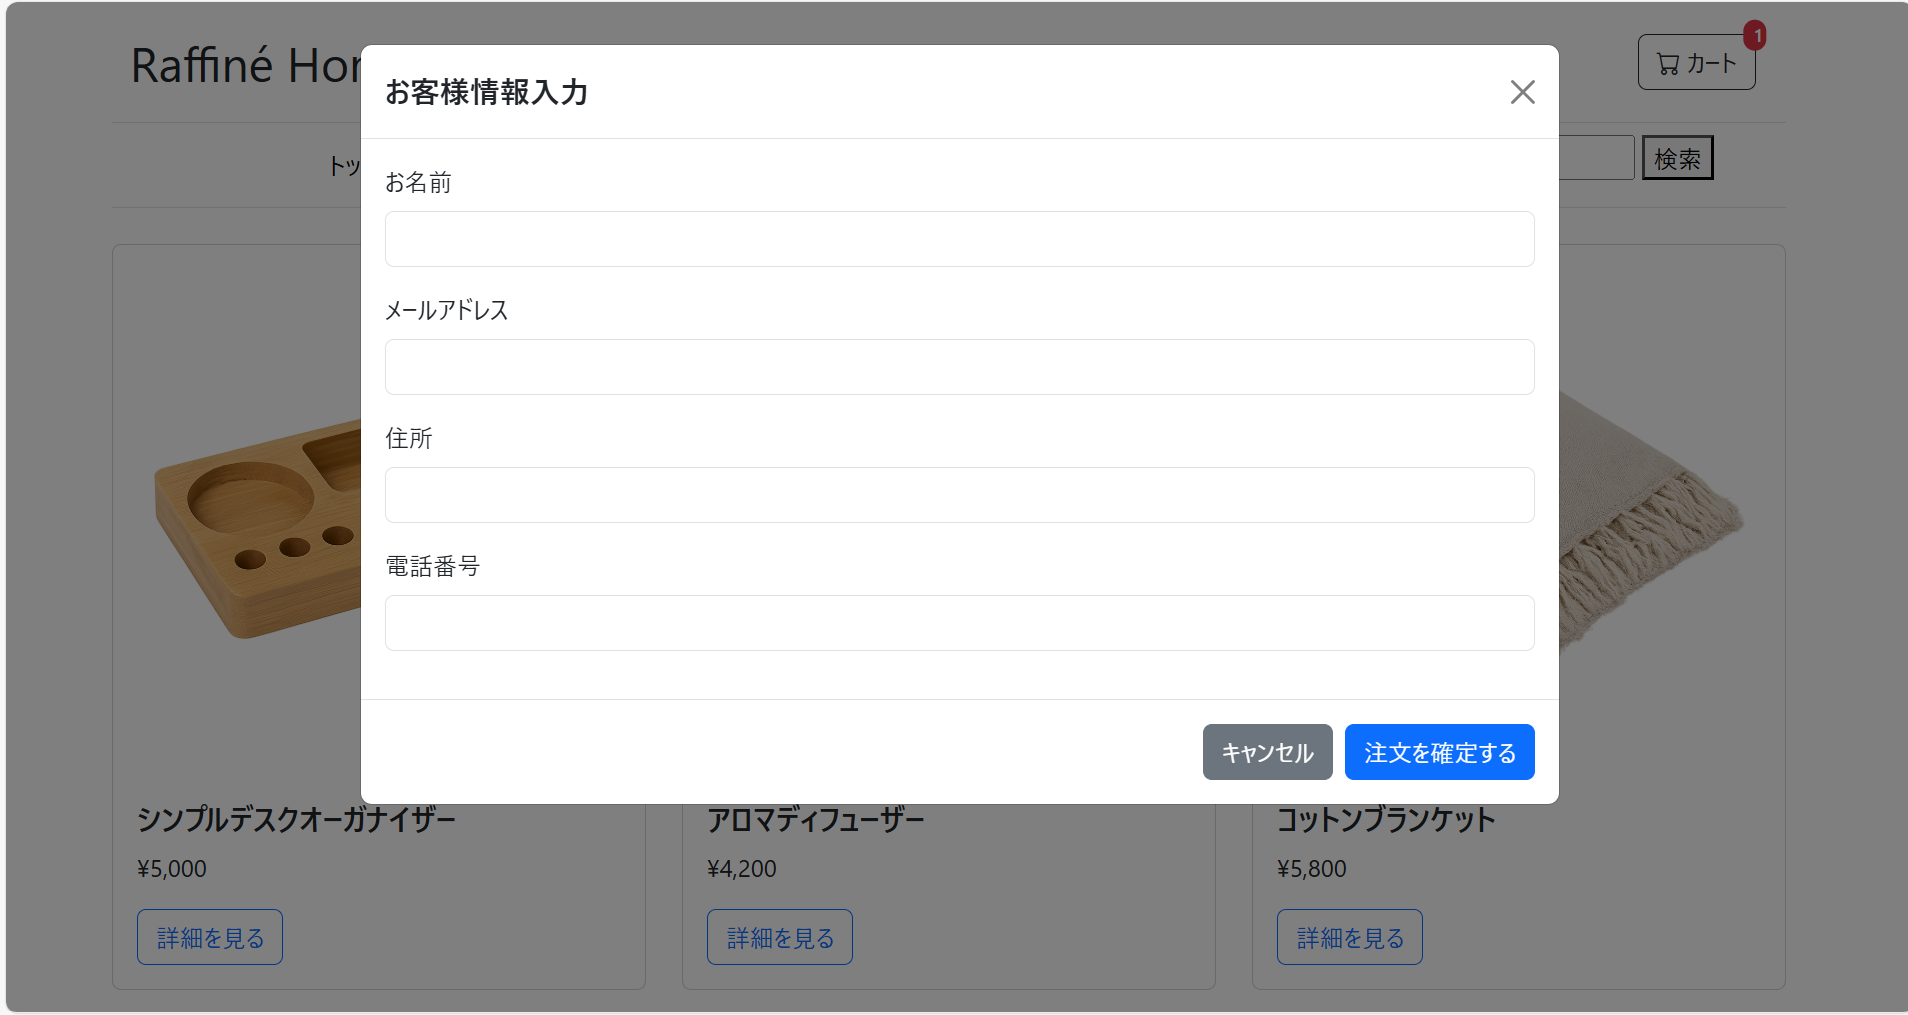 Raffiné Hor
1
カート
お客様情報入力
トッ
検索
お名前
メールアドレス
住所
電話番号
キャンセル
注文を確定する
シンプルデスクオーガナイザー
¥5,000
詳細を見る
アロマディフューザー
¥4,200
詳細を見る
コットンブランケット
¥5,800
詳細を見る